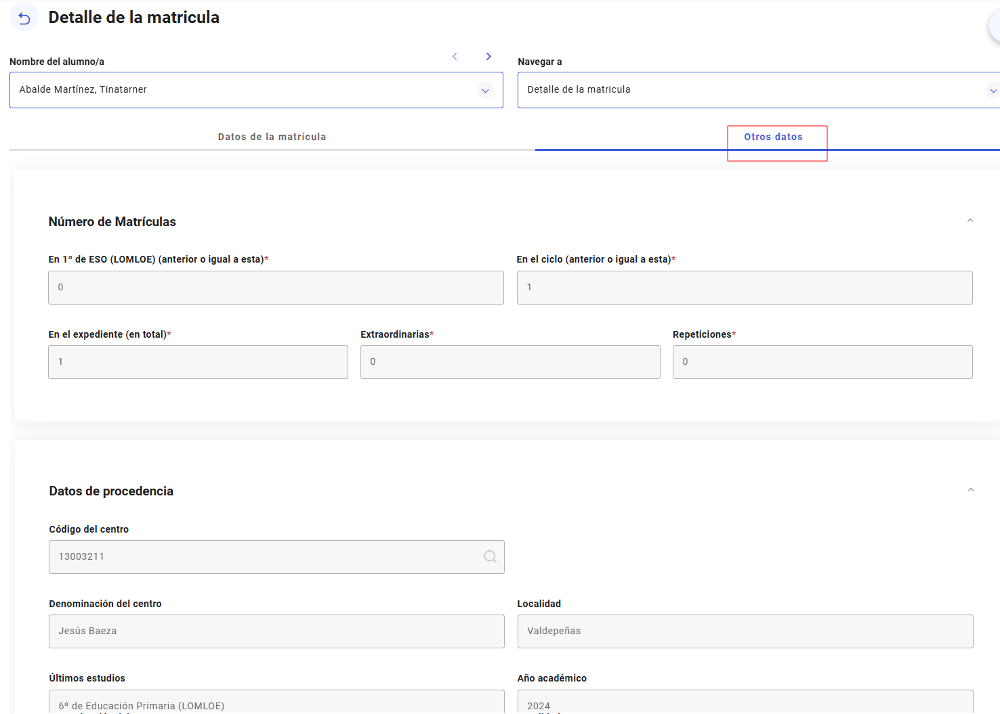 Detalle de la matricula
Nombre del alumno/a
Navegar a
Abalde Martínez, Tinatarner
Detalle de la matricula
Datos de la matrícula
Otros datos
Número de Matrículas
En 1º de ESO (LOMLOE) (anterior o igual a esta)*
En el ciclo (anterior o igual a esta)*
0
1
En el expediente (en total)*
Extraordinarias*
Repeticiones*
1
0
0
Datos de procedencia
Código del centro
13003211
Denominación del centro
Localidad
Jesús Baeza
Valdepeñas
Últimos estudios
Año académico
6º de Educación Primaria (LOMLOE)
2024